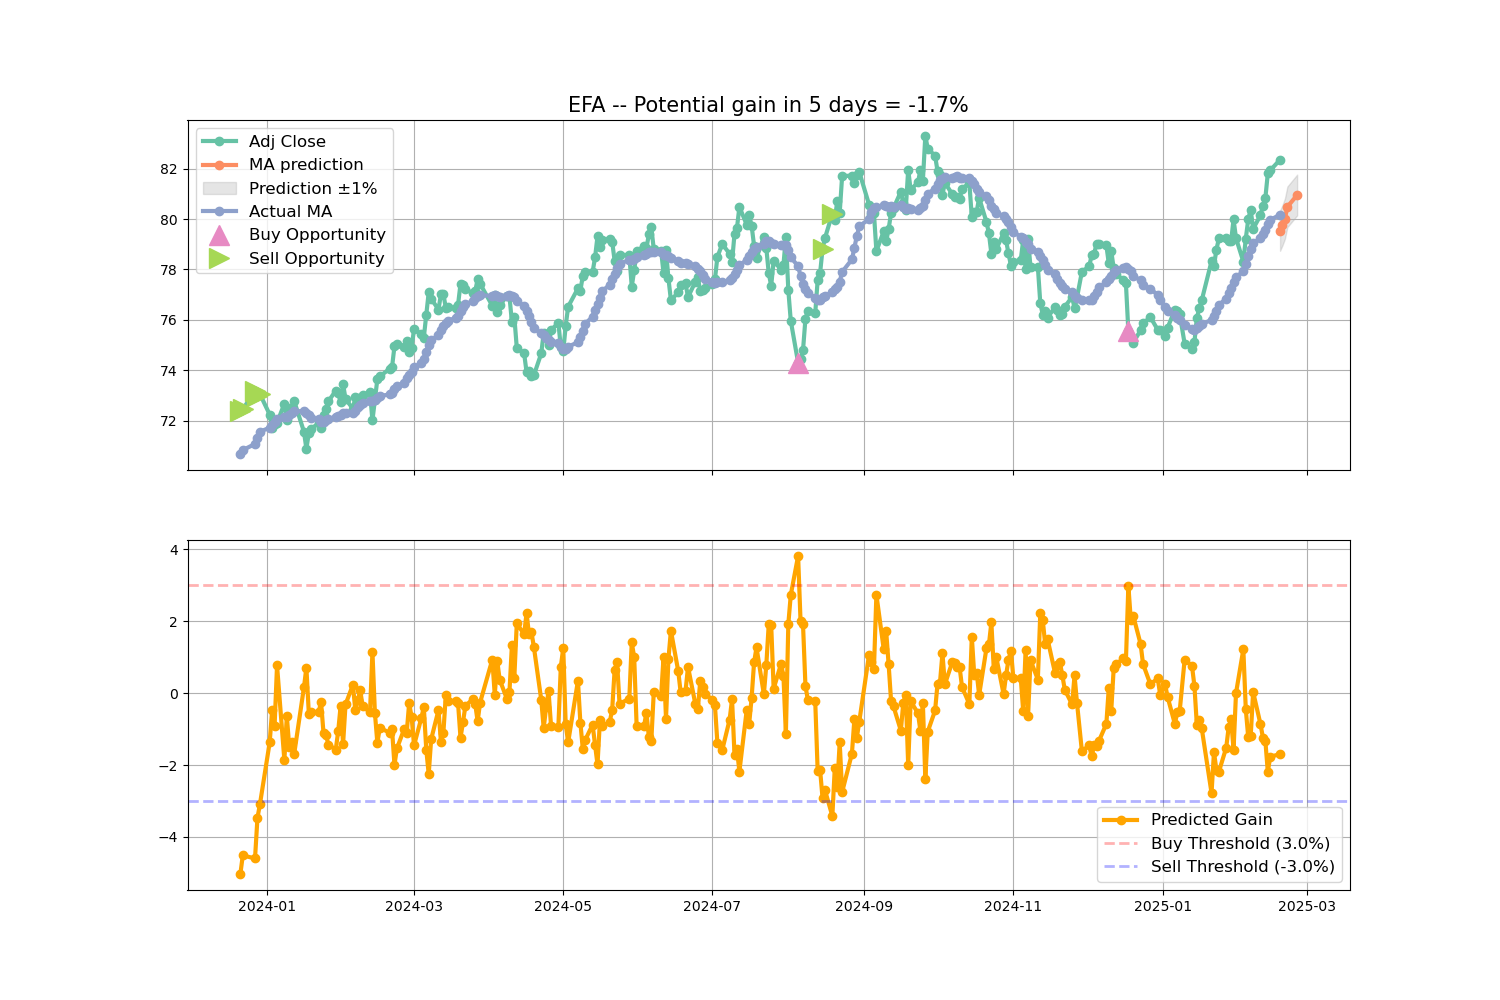 EFA -- Potential gain in 5 days = -1.7%
Adj Close
MA prediction
Prediction ±1%
Actual MA
Buy Opportunity
Sell Opportunity
82
80
78
76
74
72
4
2
0
−2
−4
Predicted Gain
Buy Threshold (3.0%)
Sell Threshold (-3.0%)
2024-01 2024-03 2024-05 2024-07 2024-09 2024-11 2025-01 2025-03